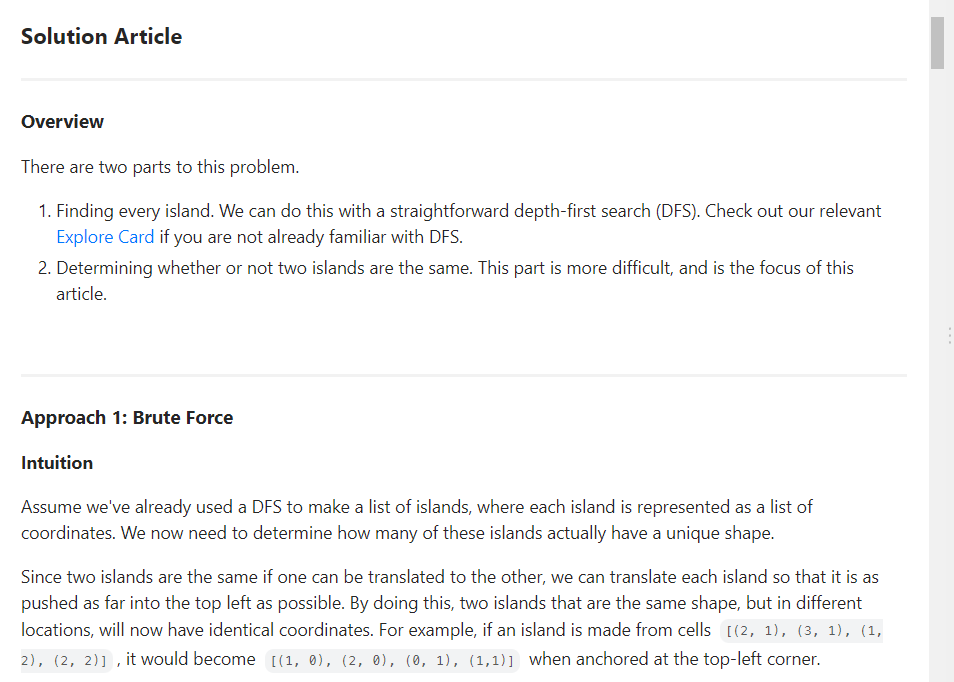 Solution Article
Overview
There are two parts to this problem.
1. Finding every island. We can do this with a straightforward depth-first search (DFS). Check out our relevant
Explore Card if you are not already familiar with DFS.
2. Determining whether or not two islands are the same. This part is more difficult, and is the focus of this
article.
Approach 1: Brute Force
Intuition
Assume we've already used a DFS to make a list of islands, where each island is represented as a list of
coordinates. We now need to determine how many of these islands actually have a unique shape.
Since two islands are the same if one can be translated to the other, we can translate each island so that it is as
pushed as far into the top left as possible. By doing this, two islands that are the same shape, but in different
locations, will now have identical coordinates. For example, if an island is made from cells [(2, 1), (3, 1), (1,
2), (2, 2)] , it would become [(1, 0), (2, 0), (0, 1), (1,1)] when anchored at the top-left corner.